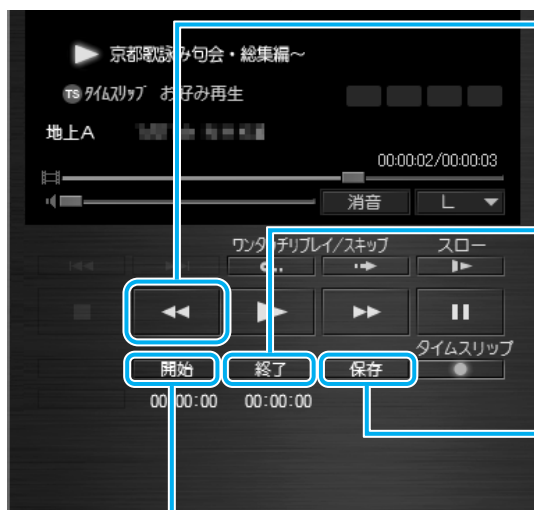 京都歌詠み句会・総集編~
TS ﾀｲﾑｽﾘｯﾌﾟ お好み再生
地上A
00:00:02/00:00:03
消音 L
ワンタッチリプレイ/スキップ スロー
タイムスリップ
開始 終了 保存
00:00:00 00:00:00